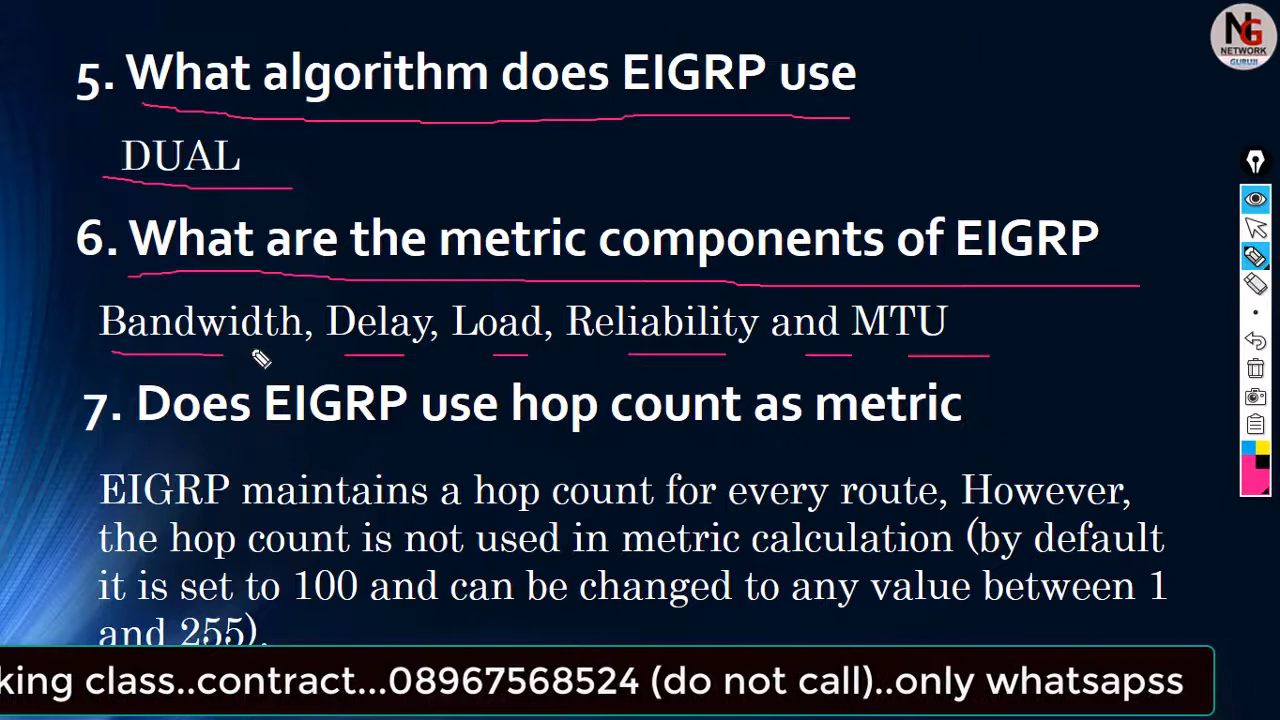 NG
NETWORK
GURUJI
5. What algorithm does EIGRP use
DUAL
6. What are the metric components of EIGRP
Bandwidth, Delay, Load, Reliability and MTU
7. Does EIGRP use hop count as metric
EIGRP maintains a hop count for every route, However,
the hop count is not used in metric calculation (by default
it is set to 100 and can be changed to any value between 1
and 255).
king class..contract...08967568524 (do not call)..only whatsapss